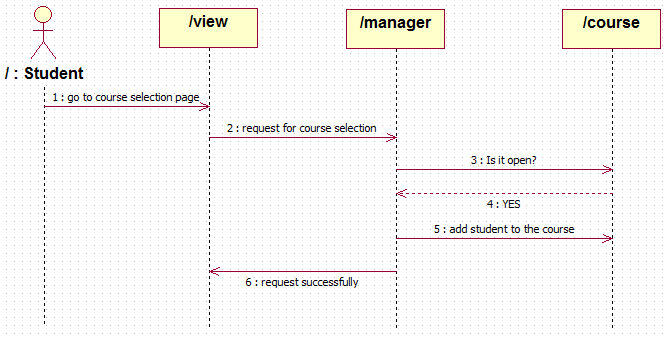 /view
/manager
/course
/ : Student
1 : go to course selection page
2 : request for course selection
3 : Is it open?
4 : YES
5 : add student to the course
6 : request successfully